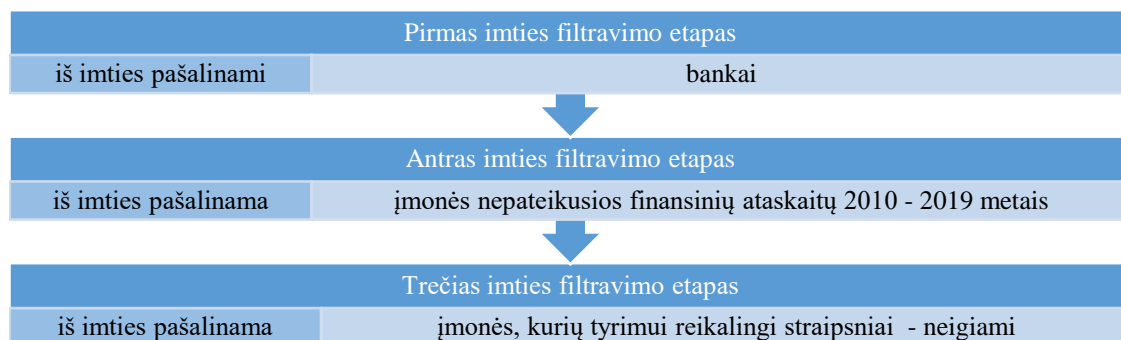 Pirmas imties filtravimo etapas
iš imties pašalinami bankai
Antras imties filtravimo etapas
iš imties pašalinama įmonės nepateikusios finansinių ataskaitų 2010 - 2019 metais
Trečias imties filtravimo etapas
iš imties pašalinama įmonės, kurių tyrimui reikalingi straipsniai - neigiami